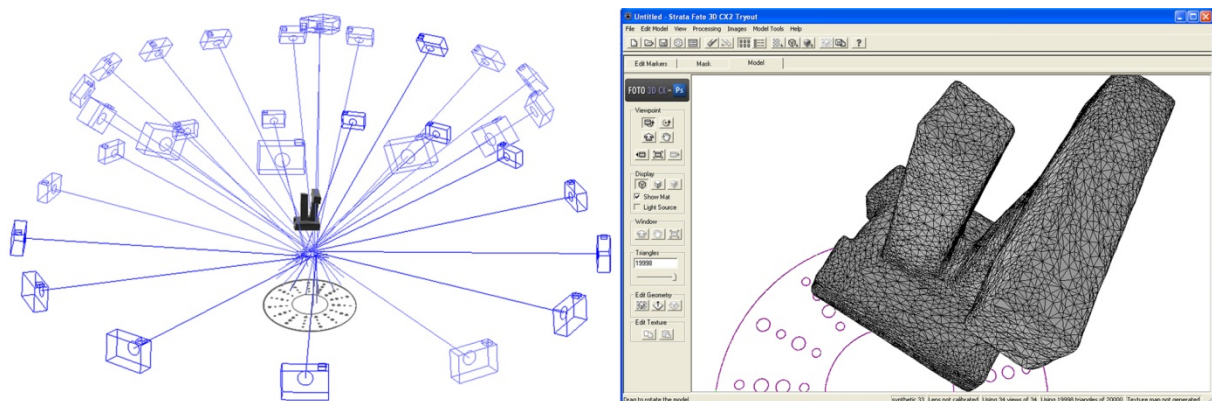 Untitled - Strata Foto 3D CX2 Tryout
File Edit Model View Processing Images Model Tools Help
Edit Markers Mask Model
FOTO 3D CX Ps
Viewpoint
Display
Show Mat
Light Source
Window
Triangles
19998
Edit Geometry
Edit Texture
Drag to rotate the model. synthetic 33 Lens not calibrated. Using 34 views of 34. Using 19998 triangles of 20000. Texture map not generated.